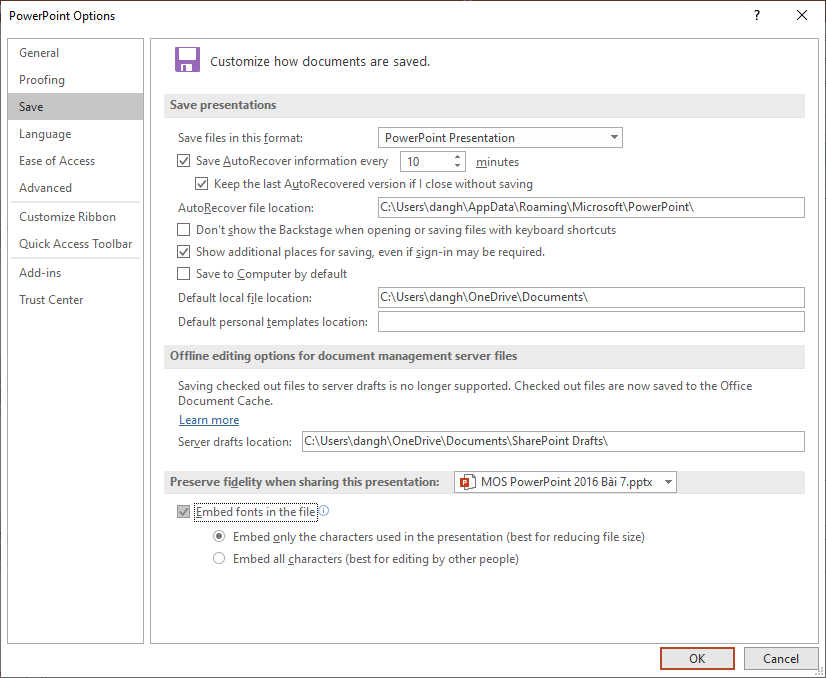 PowerPoint Options
?
General
Proofing
Save
Language
Ease of Access
Advanced
Customize Ribbon
Quick Access Toolbar
Add-ins
Trust Center
Customize how documents are saved.
Save presentations
Save files in this format: PowerPoint Presentation
Save AutoRecover information every 10 minutes
Keep the last AutoRecovered version if I close without saving
AutoRecover file location: C:\Users\dangh\AppData\Roaming\Microsoft\PowerPoint\
Don't show the Backstage when opening or saving files with keyboard shortcuts
Show additional places for saving, even if sign-in may be required.
Save to Computer by default
Default local file location: C:\Users\dangh\OneDrive\Documents\
Default personal templates location:
Offline editing options for document management server files
Saving checked out files to server drafts is no longer supported. Checked out files are now saved to the Office
Document Cache.
Learn more
Server drafts location: C:\Users\dangh\OneDrive\Documents\SharePoint Drafts\
Preserve fidelity when sharing this presentation: MOS PowerPoint 2016 Bài 7.pptx
Embed fonts in the file
Embed only the characters used in the presentation (best for reducing file size)
Embed all characters (best for editing by other people)
OK Cancel